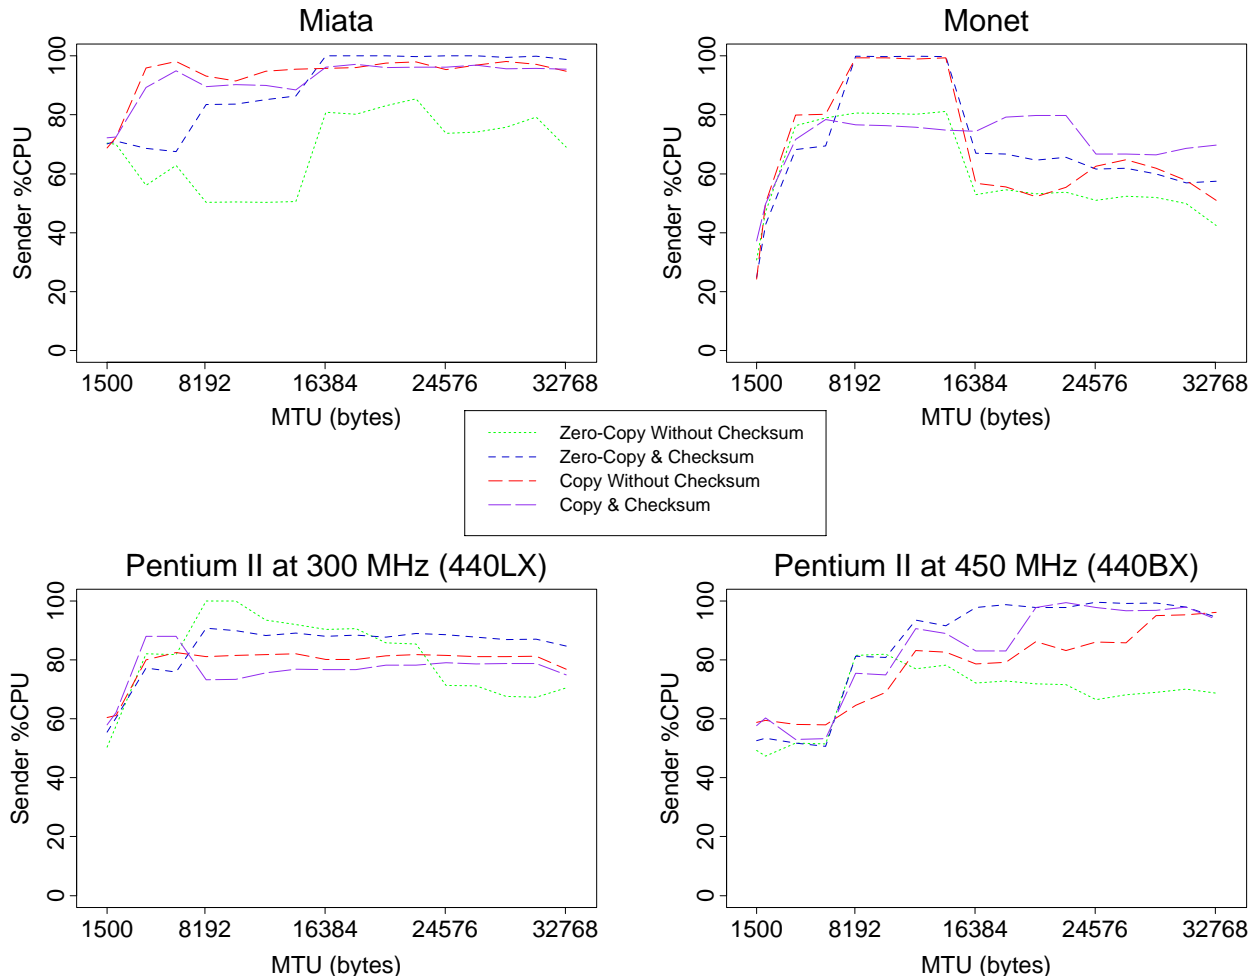 Miata
Sender %CPU
0 20 40 60 80 100
1500 8192 16384 24576 32768
MTU (bytes)
Monet
Sender %CPU
0 20 40 60 80 100
1500 8192 16384 24576 32768
MTU (bytes)
Zero-Copy Without Checksum
Zero-Copy & Checksum
Copy Without Checksum
Copy & Checksum
Pentium II at 300 MHz (440LX)
Sender %CPU
0 20 40 60 80 100
1500 8192 16384 24576 32768
MTU (bytes)
Pentium II at 450 MHz (440BX)
Sender %CPU
0 20 40 60 80 100
1500 8192 16384 24576 32768
MTU (bytes)